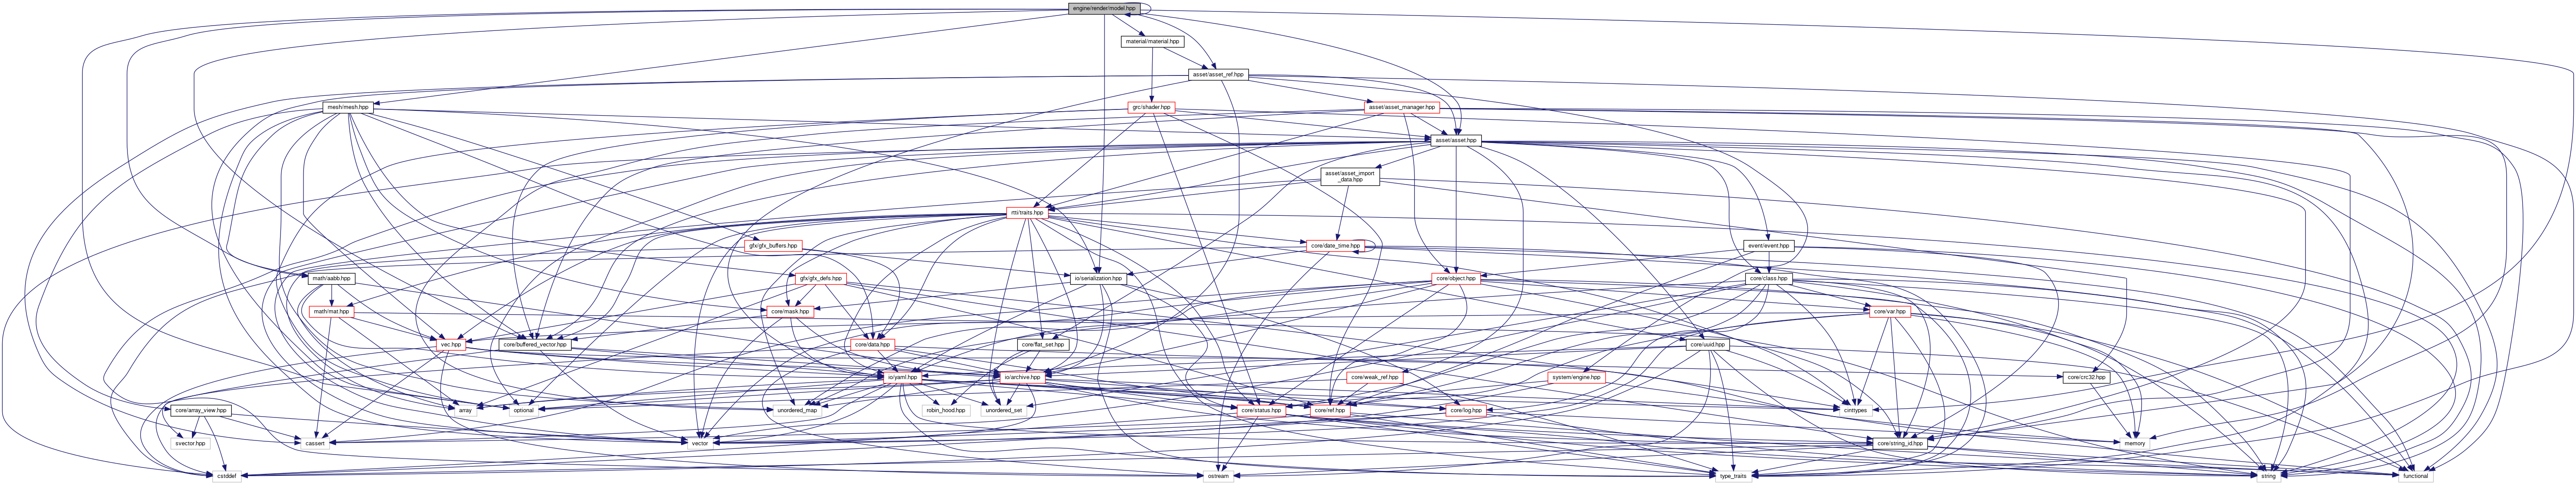 engine/render/model.hpp
material/material.hpp
asset/asset_ref.hpp
mesh/mesh.hpp
grc/shader.hpp
asset/asset_manager.hpp
asset/asset.hpp
asset/asset_import
_data.hpp
rtti/traits.hpp
gfx/gfx_buffers.hpp
core/date_time.hpp
event/event.hpp
math/aabb.hpp
gfx/gfx_defs.hpp
io/serialization.hpp
core/object.hpp
core/class.hpp
math/mat.hpp
core/mask.hpp
core/var.hpp
vec.hpp
core/buffered_vector.hpp
core/data.hpp
core/flat_set.hpp
core/uuid.hpp
io/yaml.hpp
io/archive.hpp
core/weak_ref.hpp
system/engine.hpp
core/crc32.hpp
core/array_view.hpp
array
optional
unordered_map
robin_hood.hpp
unordered_set
core/status.hpp
core/ref.hpp
core/log.hpp
cinttypes
svector.hpp
cassert
vector
core/string_id.hpp
memory
cstddef
ostream
type_traits
string
functional